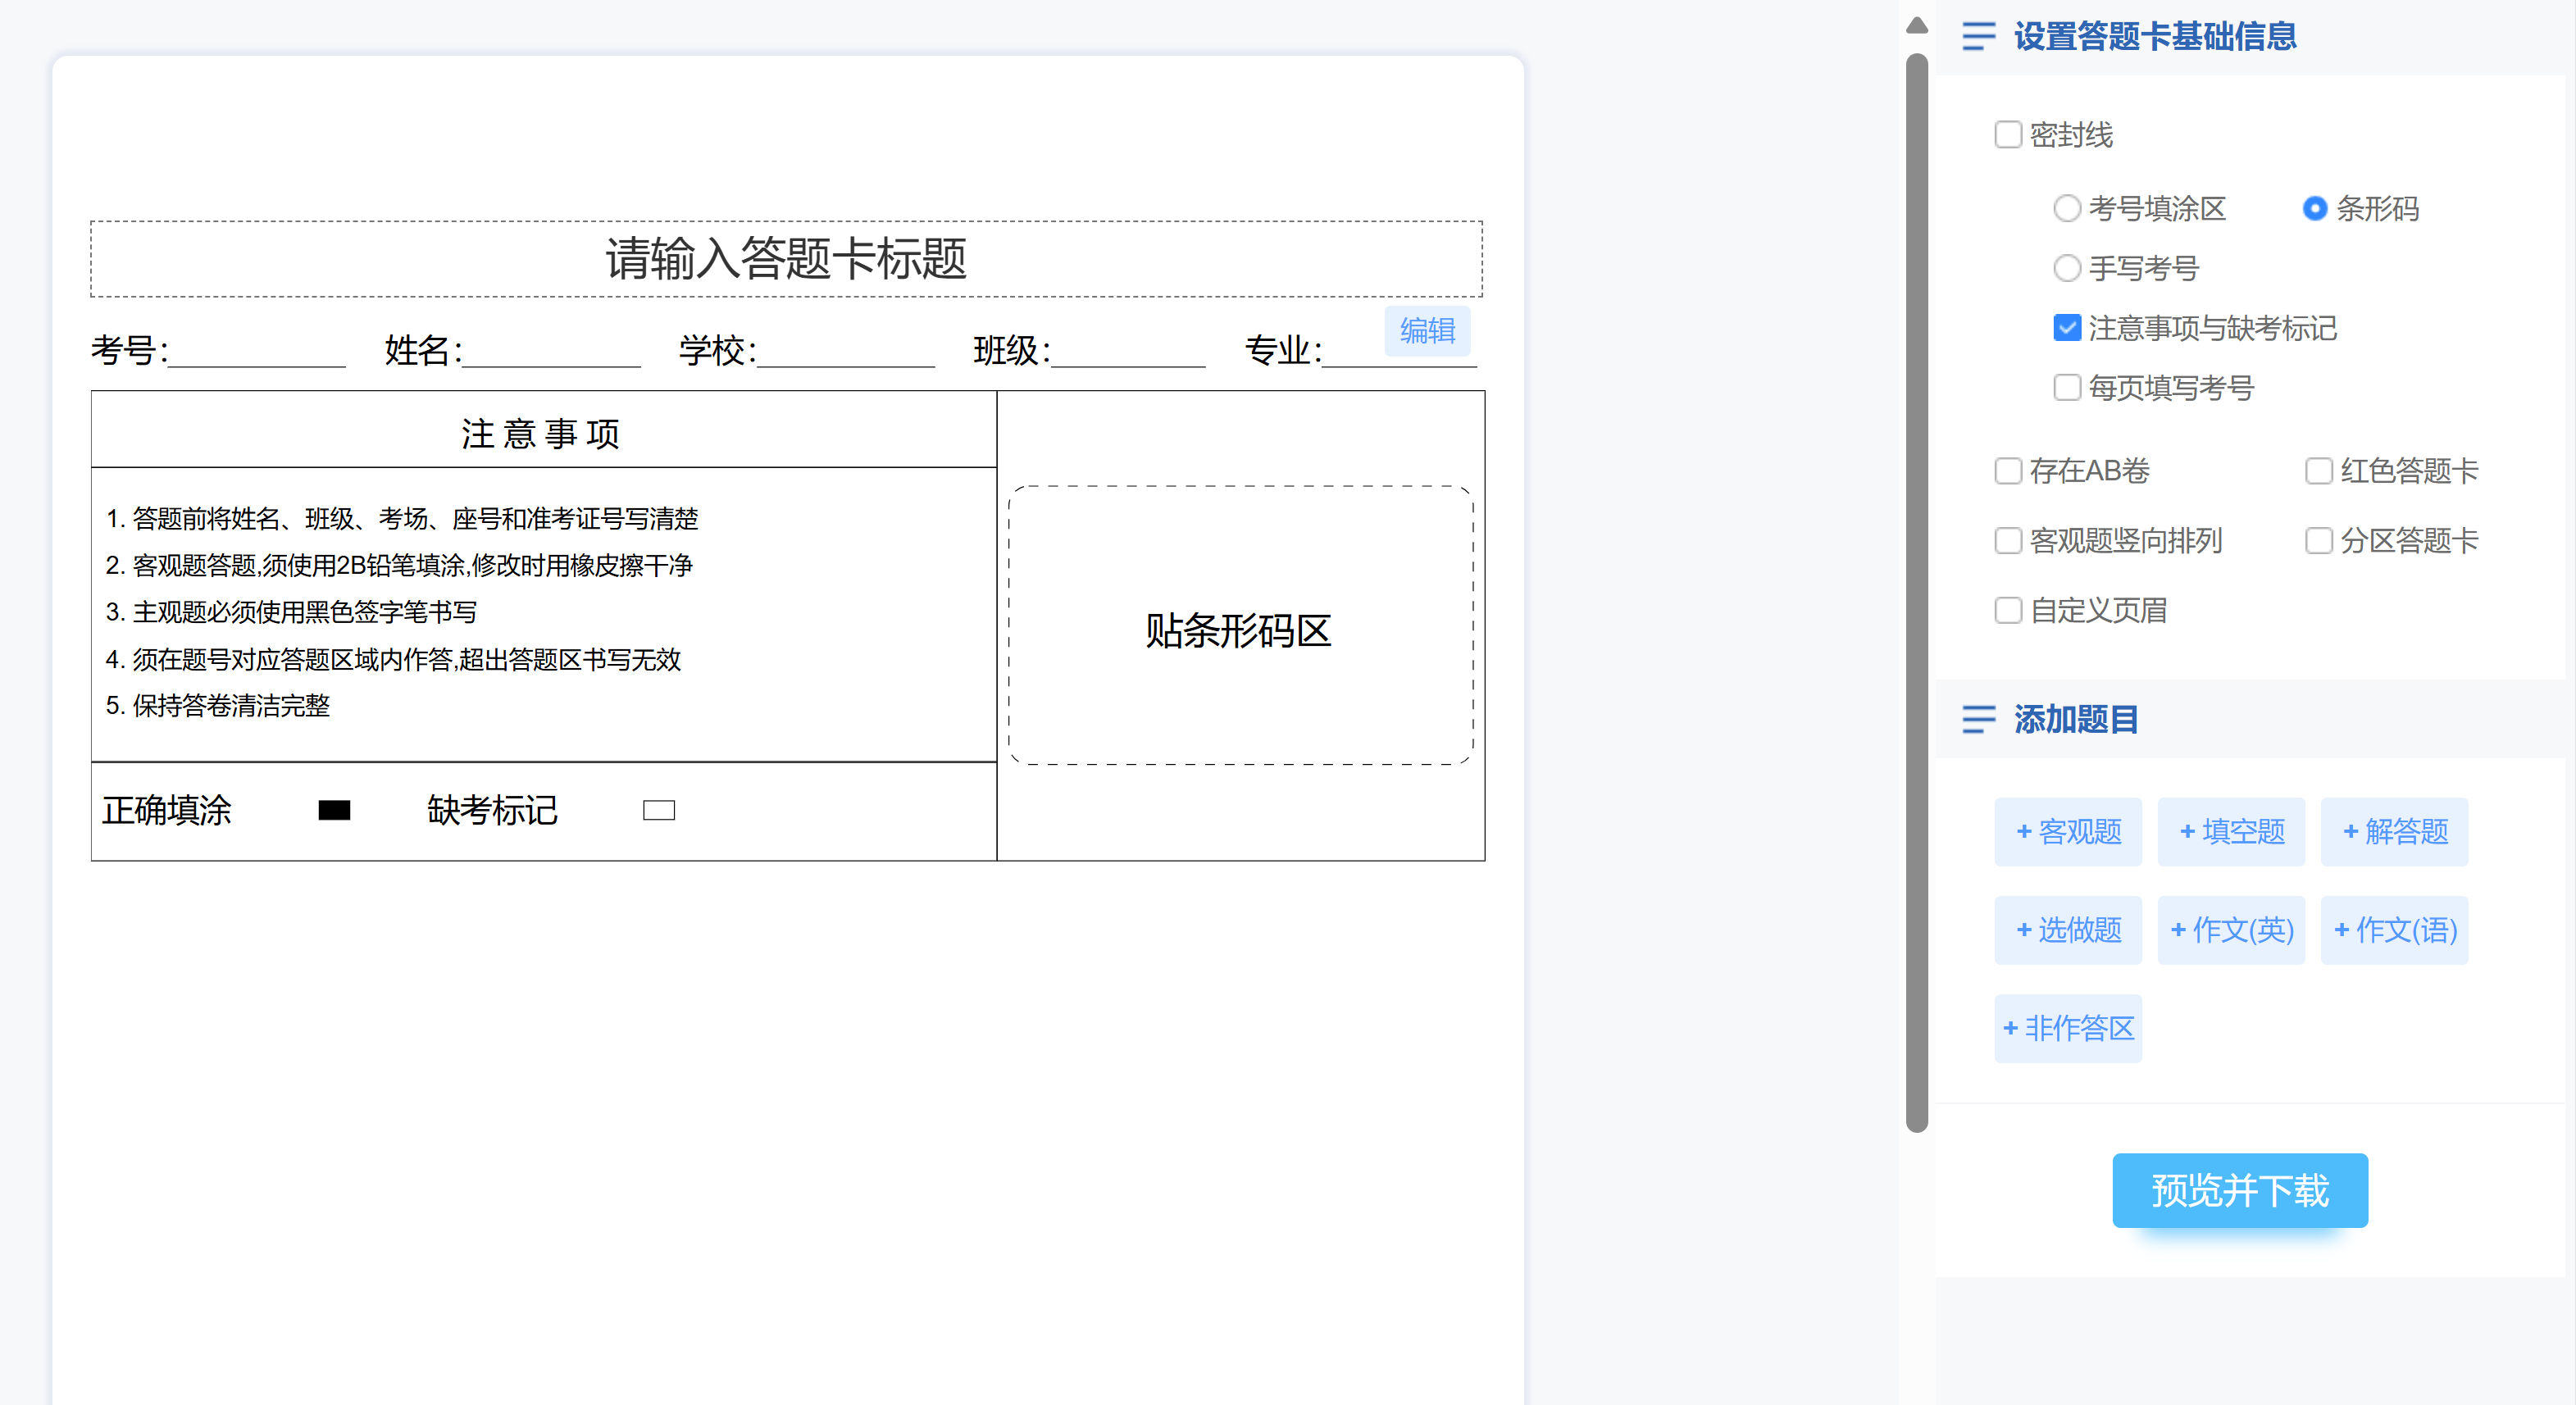 请输入答题卡标题
编辑
考号: 姓名: 学校: 班级: 专业:
注 意 事 项
1. 答题前将姓名、班级、考场、座号和准考证号写清楚
2. 客观题答题,须使用2B铅笔填涂,修改时用橡皮擦干净
3. 主观题必须使用黑色签字笔书写
4. 须在题号对应答题区域内作答,超出答题区书写无效
5. 保持答卷清洁完整
正确填涂 缺考标记
贴条形码区
设置答题卡基础信息
密封线
考号填涂区 条形码
手写考号
注意事项与缺考标记
每页填写考号
存在AB卷 红色答题卡
客观题竖向排列 分区答题卡
自定义页眉
添加题目
+ 客观题 + 填空题 + 解答题
+ 选做题 + 作文(英) + 作文(语)
+ 非作答区
预览并下载